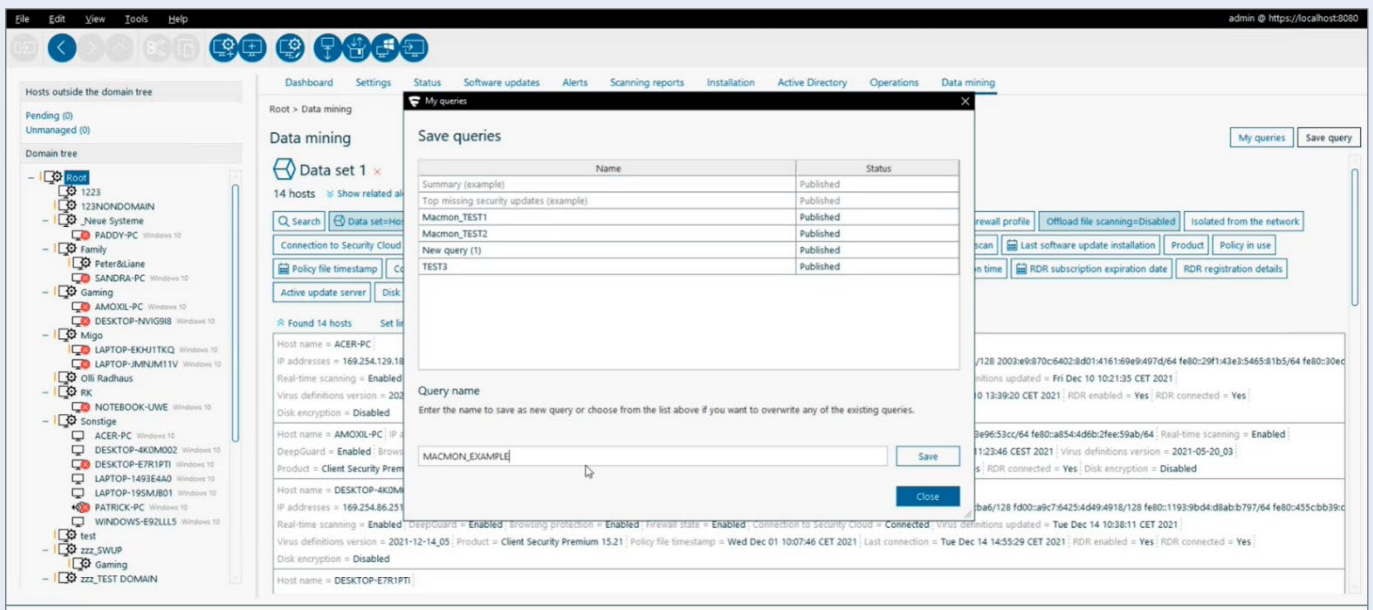 File Edit View Tools Help
admin @ https://localhost:8080
Dashboard Settings Status Software updates Alerts Scanning reports Installation Active Directory Operations Data mining
Hosts outside the domain tree
Pending (0)
Unmanaged (0)
Domain tree
Root
1223
123NONDOMAIN
_Neue Systeme
PADDY-PC Windows 10
Family
Peter&Liane
SANDRA-PC Windows 10
Gaming
AMOXIL-PC Windows 10
DESKTOP-NVIG9I8 Windows 10
Migo
LAPTOP-EKHJ1TKQ Windows 10
LAPTOP-JMNJM11V Windows 10
Olli Radhaus
RK
NOTEBOOK-UWE Windows 10
Sonstige
ACER-PC Windows 10
DESKTOP-4K0M002 Windows 10
DESKTOP-E7R1PTI Windows 10
LAPTOP-1493E4A0 Windows 10
LAPTOP-19SMJB01 Windows 10
PATRICK-PC Windows 10
WINDOWS-E92LLL5 Windows 10
test
zzz_SWUP
Gaming
zzz_TEST DOMAIN
Root > Data mining
Data mining
My queries Save query
Data set 1
14 hosts Show related
Search Data set=
firewall profile Offload file scanning=Disabled Isolated from the network
Connection to Security Cloud
scan Last software update installation Product Policy in use
Policy file timestamp
time RDR subscription expiration date RDR registration details
Active update server Disk
Found 14 hosts Set
My queries
Save queries
Name Status
Summary (example) Published
Top missing security updates (example) Published
Macmon_TEST1 Published
Macmon_TEST2 Published
New query (1) Published
TEST3 Published
Query name
Enter the name to save as new query or choose from the list above if you want to overwrite any of the existing queries.
MACMON_EXAMPLE Save
Close
Host name = ACER-PC
IP addresses = 169.254.129.18
/128 2003:e9:870c:6402:8d01:4161:69e9:497d/64 fe80::29f1:43e3:5465:81b5/64
Real-time scanning = Enabled
updated = Fri Dec 10 10:21:35 CET 2021
Virus definitions version = 202
13:39:20 CET 2021 RDR enabled = Yes RDR connected = Yes
Disk encryption = Disabled
Host name = AMOXIL-PC
Real-time scanning = Enabled
DeepGuard = Enabled
11:23:46 CEST 2021 Virus definitions version = 2021-05-20_03
Product = Client Security Prem
RDR connected = Yes Disk encryption = Disabled
Host name = DESKTOP-4K0M
IP addresses = 169.254.86.251
Real-time scanning = Enabled DeepGuard = Enabled Browsing protection = Enabled Firewall state = Enabled Connection to Security Cloud = Connected Virus definitions updated = Tue Dec 14 10:38:11 CET 2021
Virus definitions version = 2021-12-14_05 Product = Client Security Premium 15.21 Policy file timestamp = Wed Dec 01 10:07:46 CET 2021 Last connection = Tue Dec 14 14:55:29 CET 2021 RDR enabled = Yes RDR connected = Yes
Disk encryption = Disabled
Host name = DESKTOP-E7R1PTI